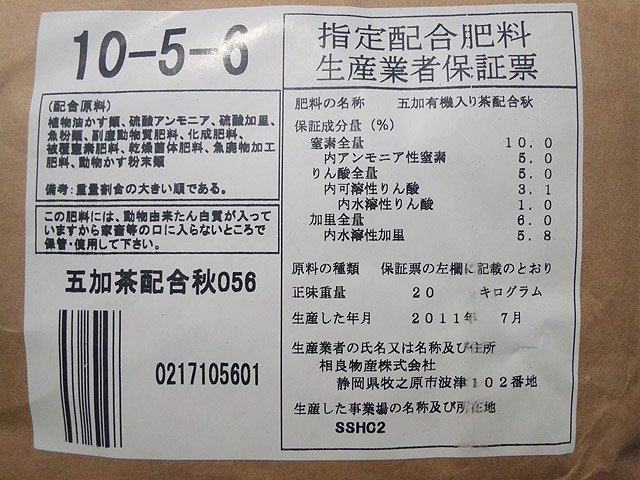 10-5-6
(配合原料)
植物油かす類、硫酸アンモニア、硫酸加里、
魚粉類、副産動物質肥料、化成肥料、
被覆窒素肥料、乾燥菌体肥料、魚廃物加工
肥料、動物かす粉末類
備考:重量割合の大きい順である。
この肥料には、動物由来たん白質が入って
いますから家畜等の口に入らないところで
保管・使用して下さい。
五加茶配合秋056
0217105601
指定配合肥料
生産業者保証票
肥料の名称 五加有機入り茶配合秋
保証成分量(%)
窒素全量 10.0
内アンモニア性窒素 5.0
りん酸全量 5.0
内可溶性りん酸 3.1
内水溶性りん酸 1.0
加里全量 6.0
内水溶性加里 5.8
原料の種類 保証票の左欄に記載のとおり
正味重量 20 キログラム
生産した年月 2011年 7月
生産業者の氏名又は名称及び住所
相良物産株式会社
静岡県牧之原市波津102番地
生産した事業場の名称及び所在地
SSHC2